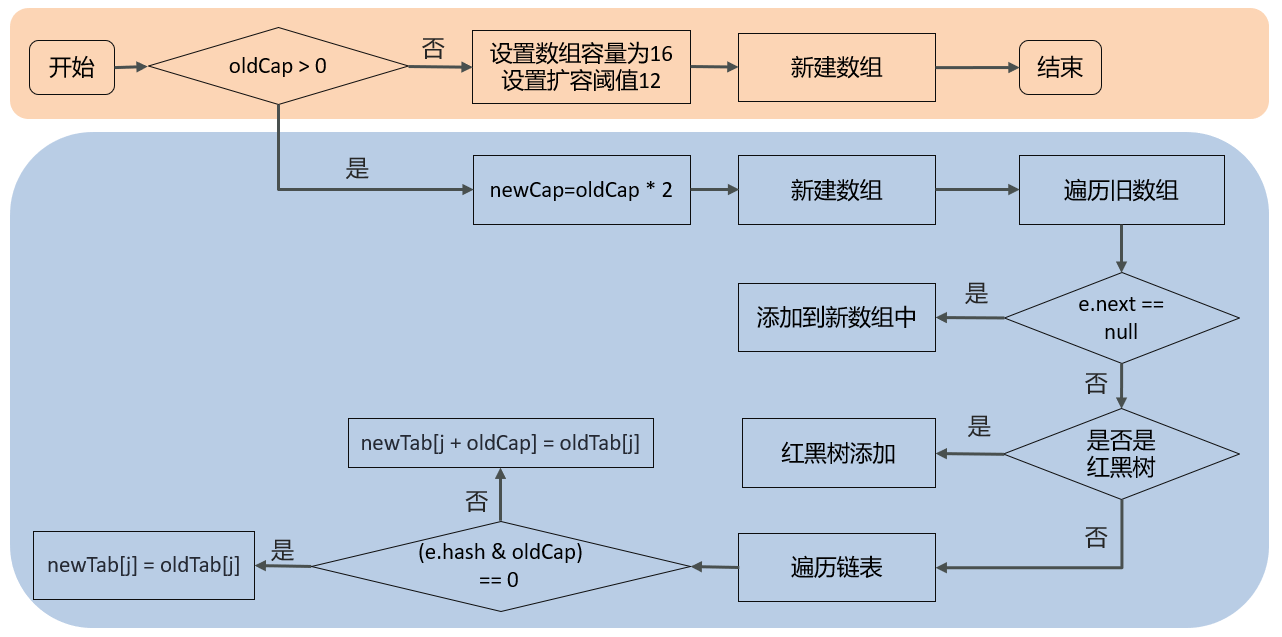 开始
oldCap > 0
否
设置数组容量为16
设置扩容阈值12
新建数组
结束
是
newCap=oldCap * 2
新建数组
遍历旧数组
e.next ==
null
是
添加到新数组中
否
是否是
红黑树
是
红黑树添加
否
遍历链表
(e.hash & oldCap)
== 0
否
newTab[j + oldCap] = oldTab[j]
是
newTab[j] = oldTab[j]